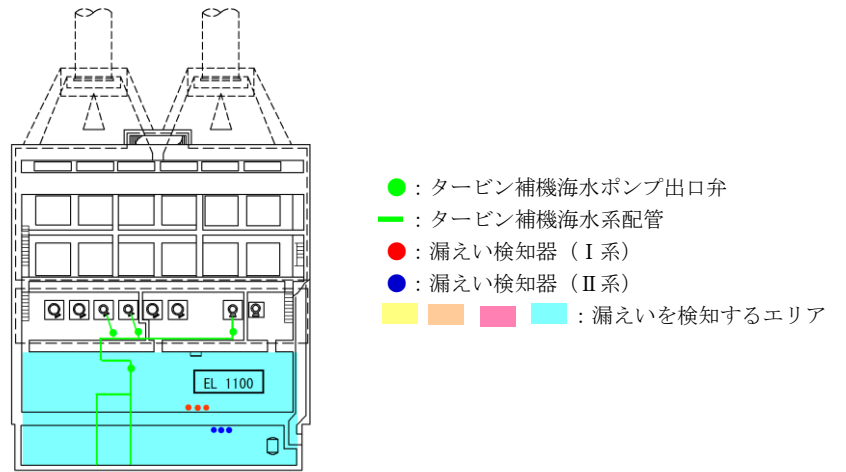 ：タービン補機海水ポンプ出口弁
：タービン補機海水系配管
：漏えい検知器（Ⅰ系）
：漏えい検知器（Ⅱ系）
：漏えいを検知するエリア
EL 1100